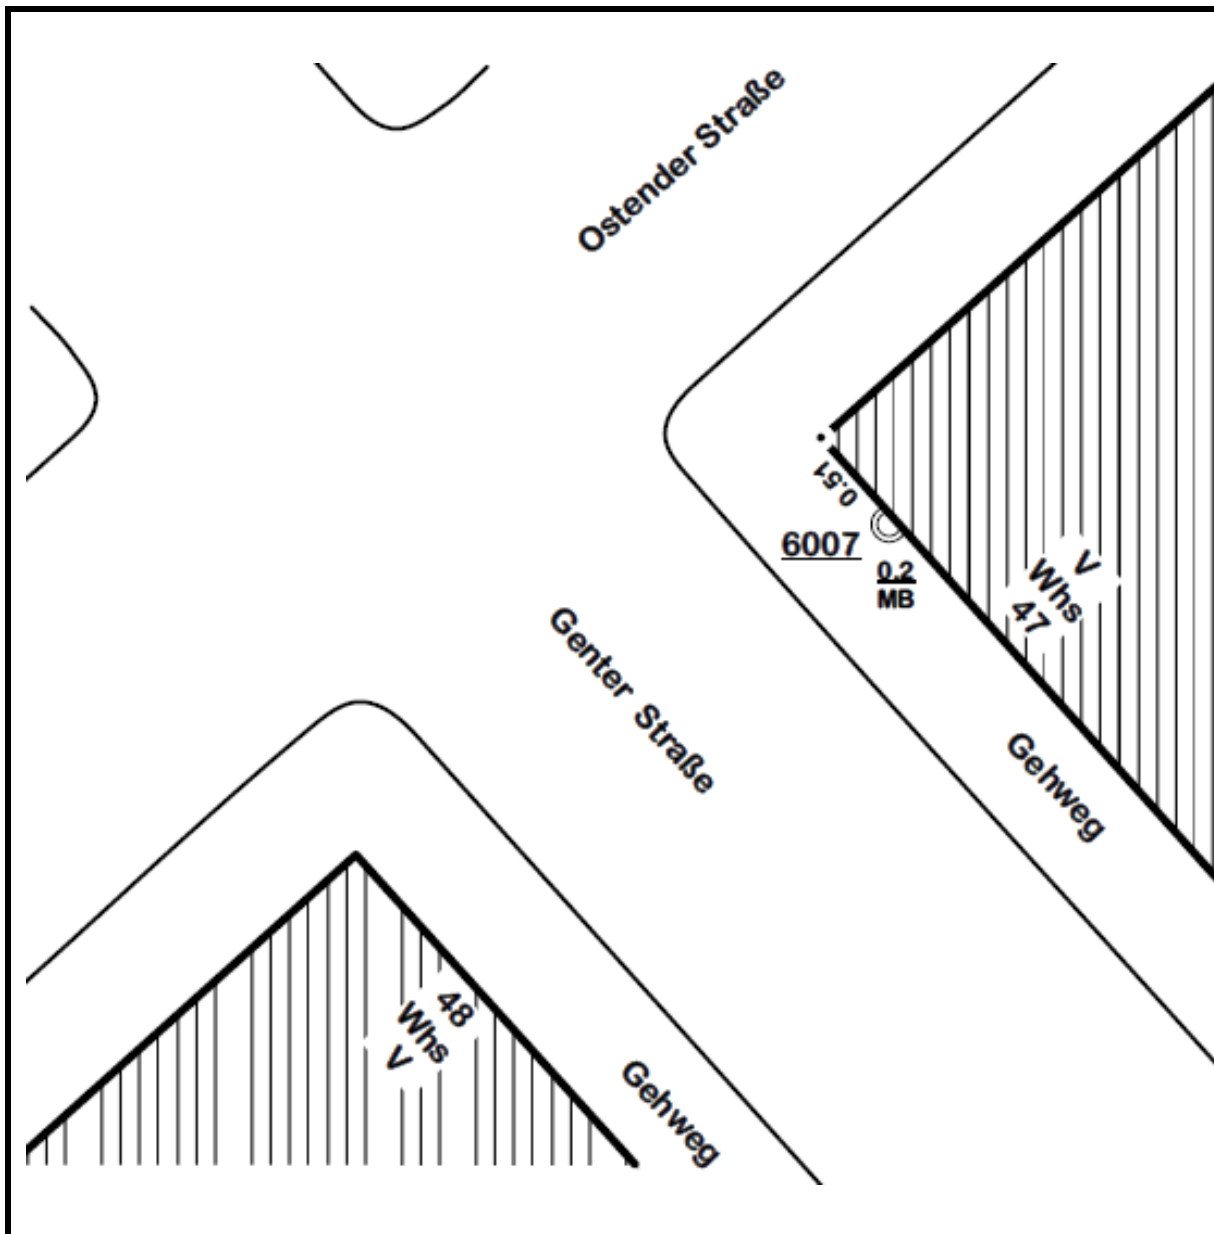 Ostender Straße
0.51
6007
0.2
MB
V
Whs
47
Genter Straße
Gehweg
48
Whs
V
Gehweg